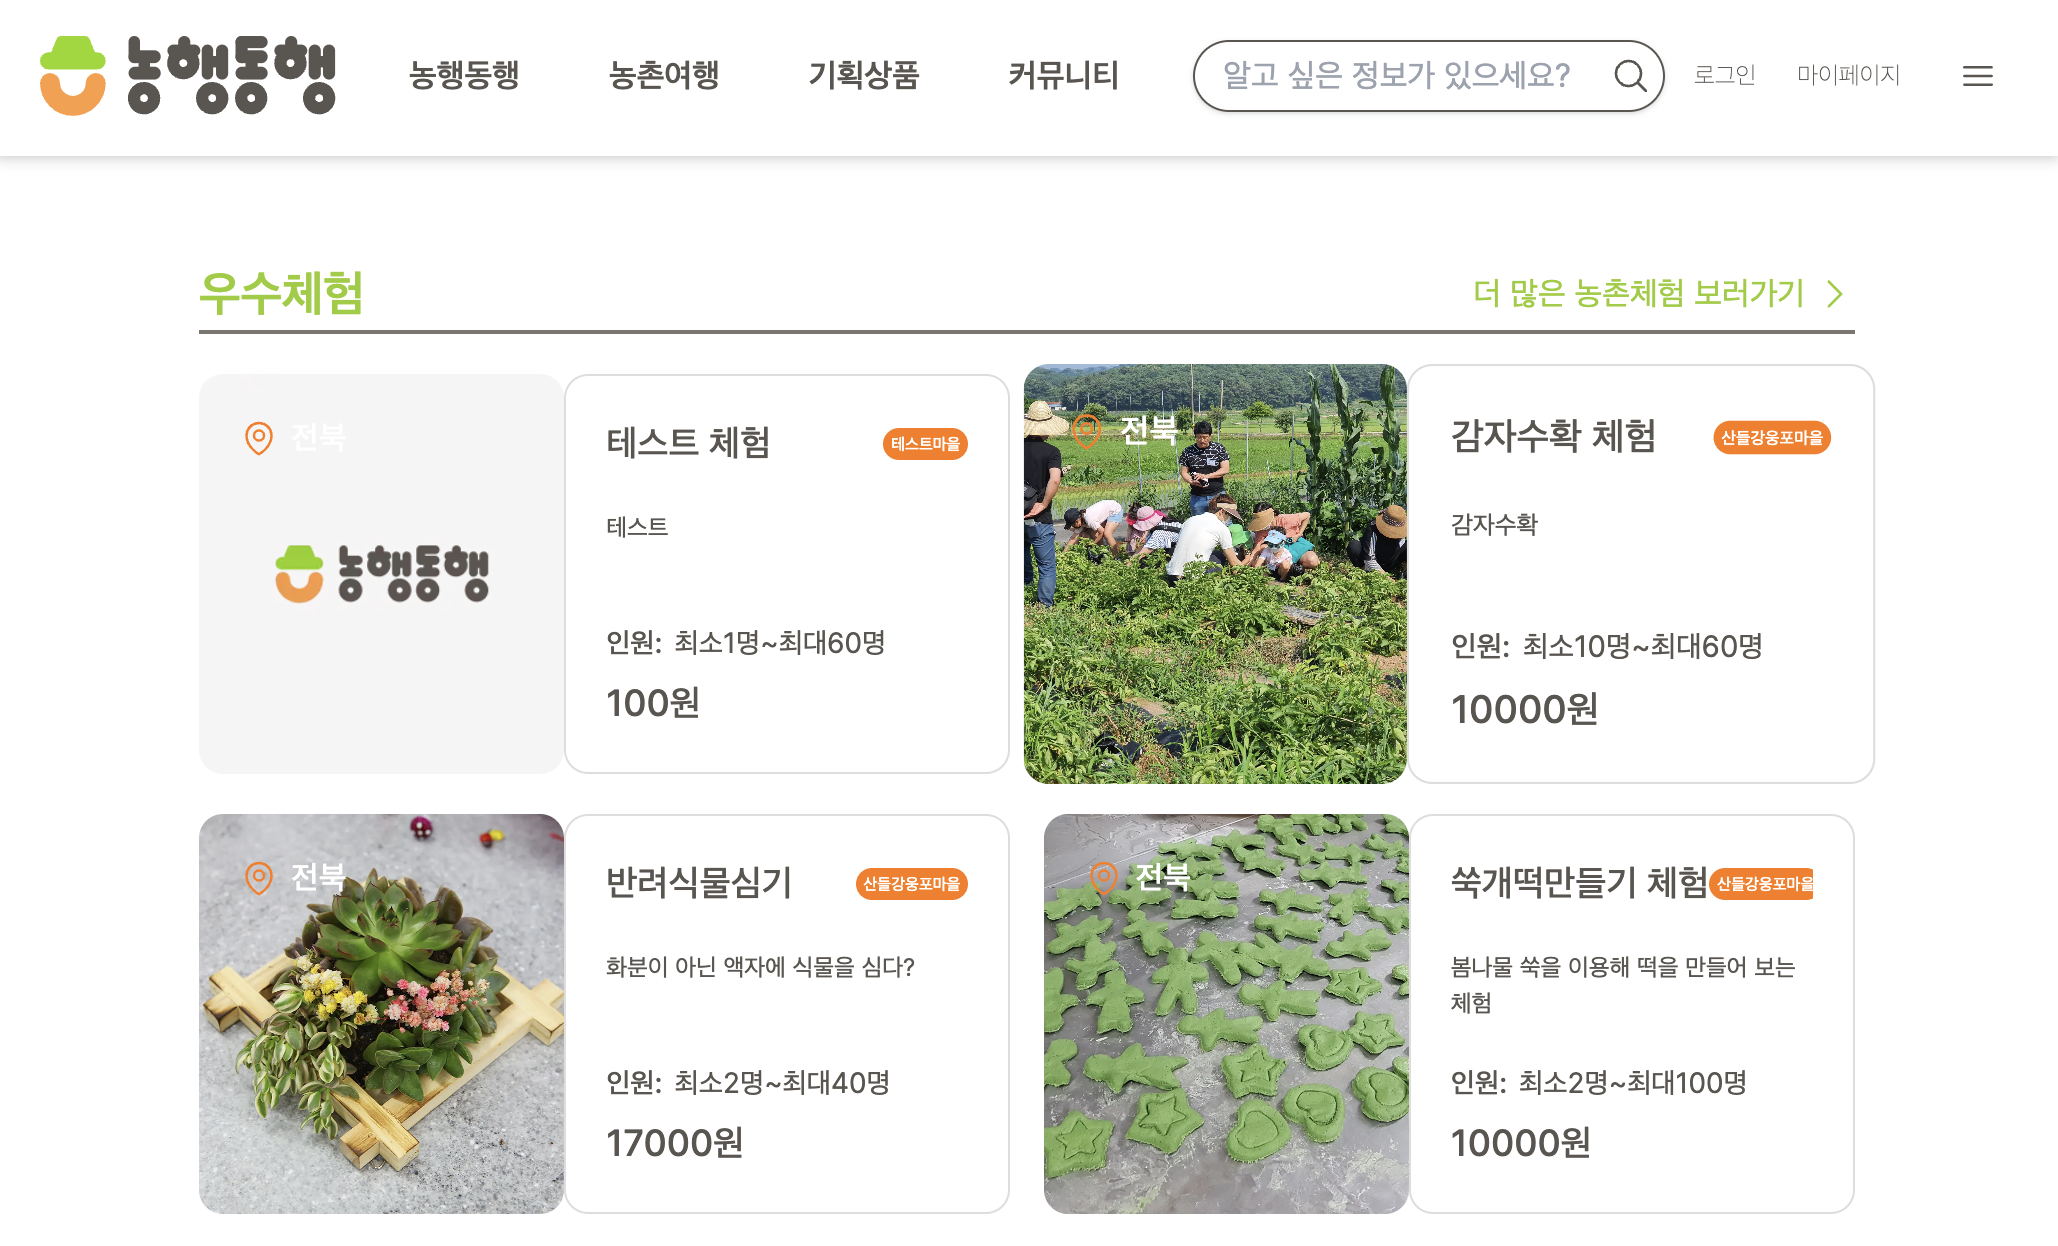 농행동행
농행동행
농촌여행
기획상품
커뮤니티
알고 싶은 정보가 있으세요?
로그인
마이페이지
우수체험
더 많은 농촌체험 보러가기
전북
농행동행
테스트 체험
테스트마을
테스트
인원: 최소1명~최대60명
100원
전북
감자수확 체험
산들강웅포마을
감자수확
인원: 최소10명~최대60명
10000원
전북
반려식물심기
산들강웅포마을
화분이 아닌 액자에 식물을 심다?
인원: 최소2명~최대40명
17000원
전북
쑥개떡만들기 체험
산들강웅포마을
봄나물 쑥을 이용해 떡을 만들어 보는
체험
인원: 최소2명~최대100명
10000원